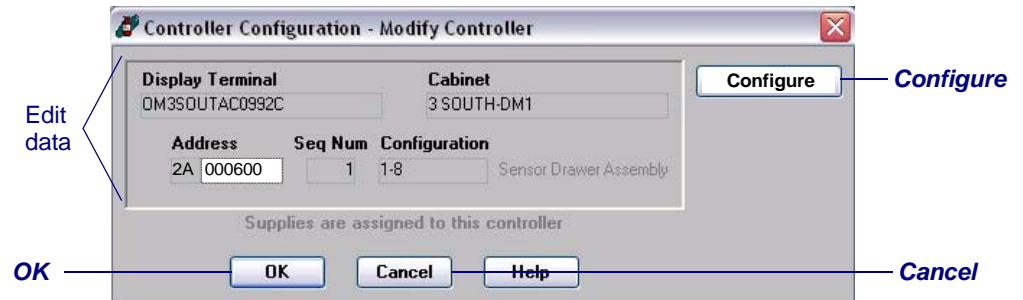 Controller Configuration - Modify Controller
Display Terminal Cabinet
OM3SOUTAC0992C 3 SOUTH-DM1
Configure
Configure
Edit
data
Address Seq Num Configuration
2A 000600 1 1-8 Sensor Drawer Assembly
Supplies are assigned to this controller
OK
OK Cancel Help
Cancel